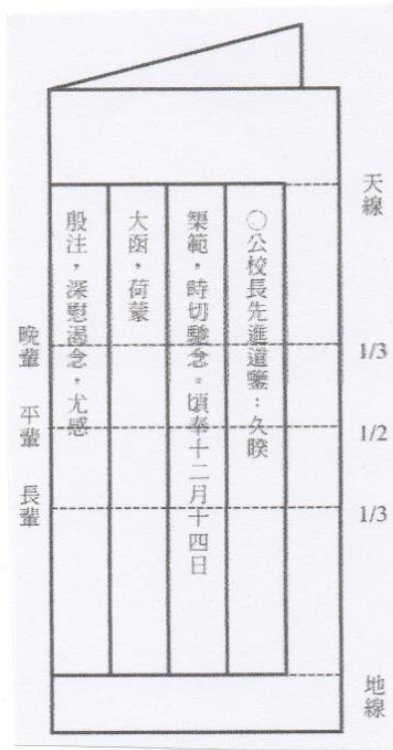 天線
1/3
1/2
1/3
地線
○公校長先進道鑒：久睽
榘範，時切馳念。頃奉十二月十四日
大函，荷蒙
殷注，深慰渴念，尤感
晚輩
平輩
長輩